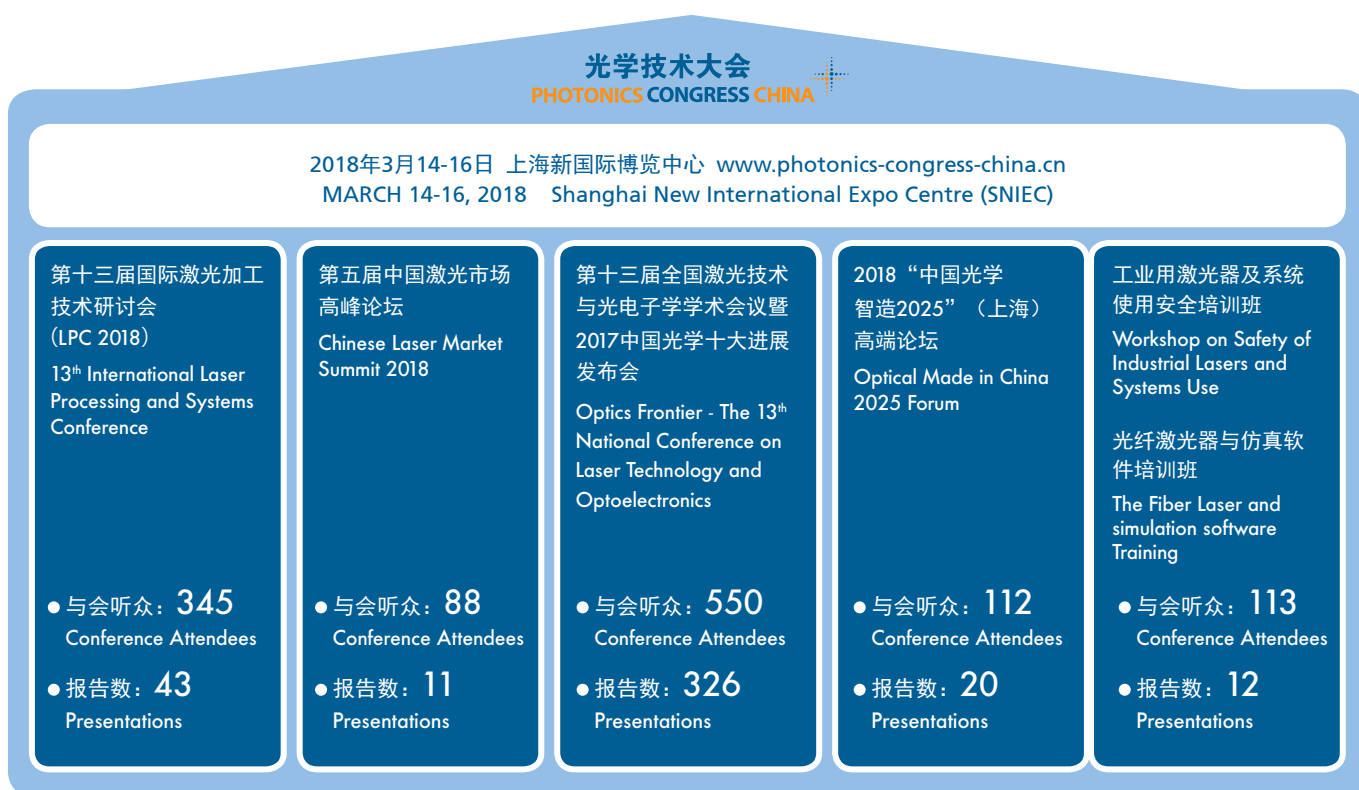 光学技术大会
PHOTONICS CONGRESS CHINA
2018年3月14-16日 上海新国际博览中心 www.photonics-congress-china.cn
MARCH 14-16, 2018 Shanghai New International Expo Centre (SNIEC)
第十三届国际激光加工
技术研讨会
(LPC 2018)
13th International Laser
Processing and Systems
Conference
与会听众：345
Conference Attendees
报告数：43
Presentations
第五届中国激光市场
高峰论坛
Chinese Laser Market
Summit 2018
与会听众：88
Conference Attendees
报告数：11
Presentations
第十三届全国激光技术
与光电子学学术会议暨
2017中国光学十大进展
发布会
Optics Frontier - The 13th
National Conference on
Laser Technology and
Optoelectronics
与会听众：550
Conference Attendees
报告数：326
Presentations
2018“中国光学
智造2025”（上海）
高端论坛
Optical Made in China
2025 Forum
与会听众：112
Conference Attendees
报告数：20
Presentations
工业用激光器及系统
使用安全培训班
Workshop on Safety of
Industrial Lasers and
Systems Use
光纤激光器与仿真软
件培训班
The Fiber Laser and
simulation software
Training
与会听众：113
Conference Attendees
报告数：12
Presentations